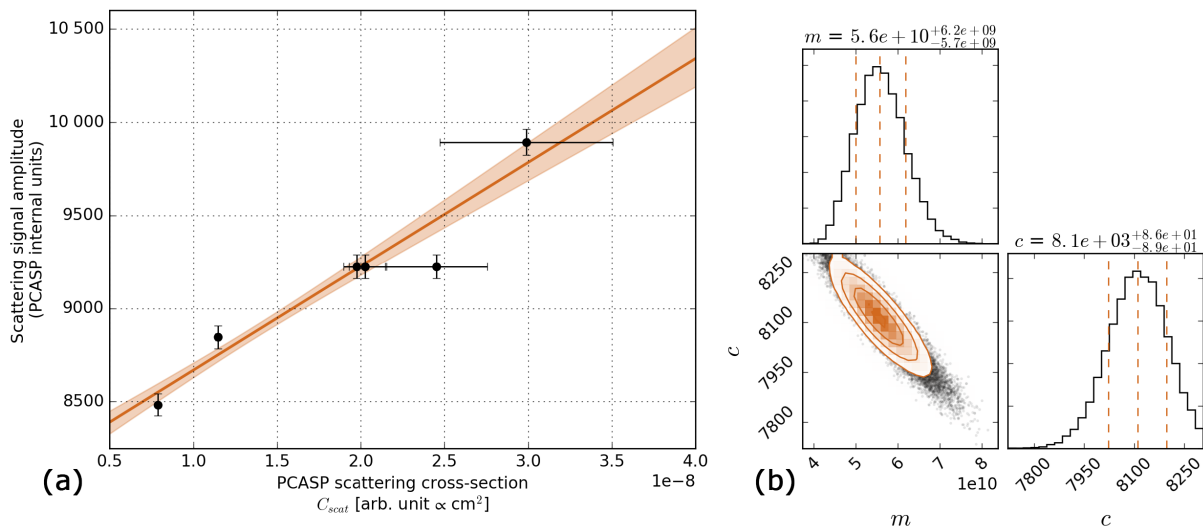 10 500
10 000
9500
9000
8500
0.5 1.0 1.5 2.0 2.5 3.0 3.5 4.0
1e−8
Scattering signal amplitude
(PCASP internal units)
PCASP scattering cross-section
C_scat [arb. unit ∝ cm²]
(a)
m = 5.6e + 10 +6.2e+09 −5.7e+09
c = 8.1e + 03 +8.6e+01 −8.9e+01
8250
8100
7950
7800
c
4 5 6 7 8 9
1e10
m
7800 7950 8100 8250
c
(b)